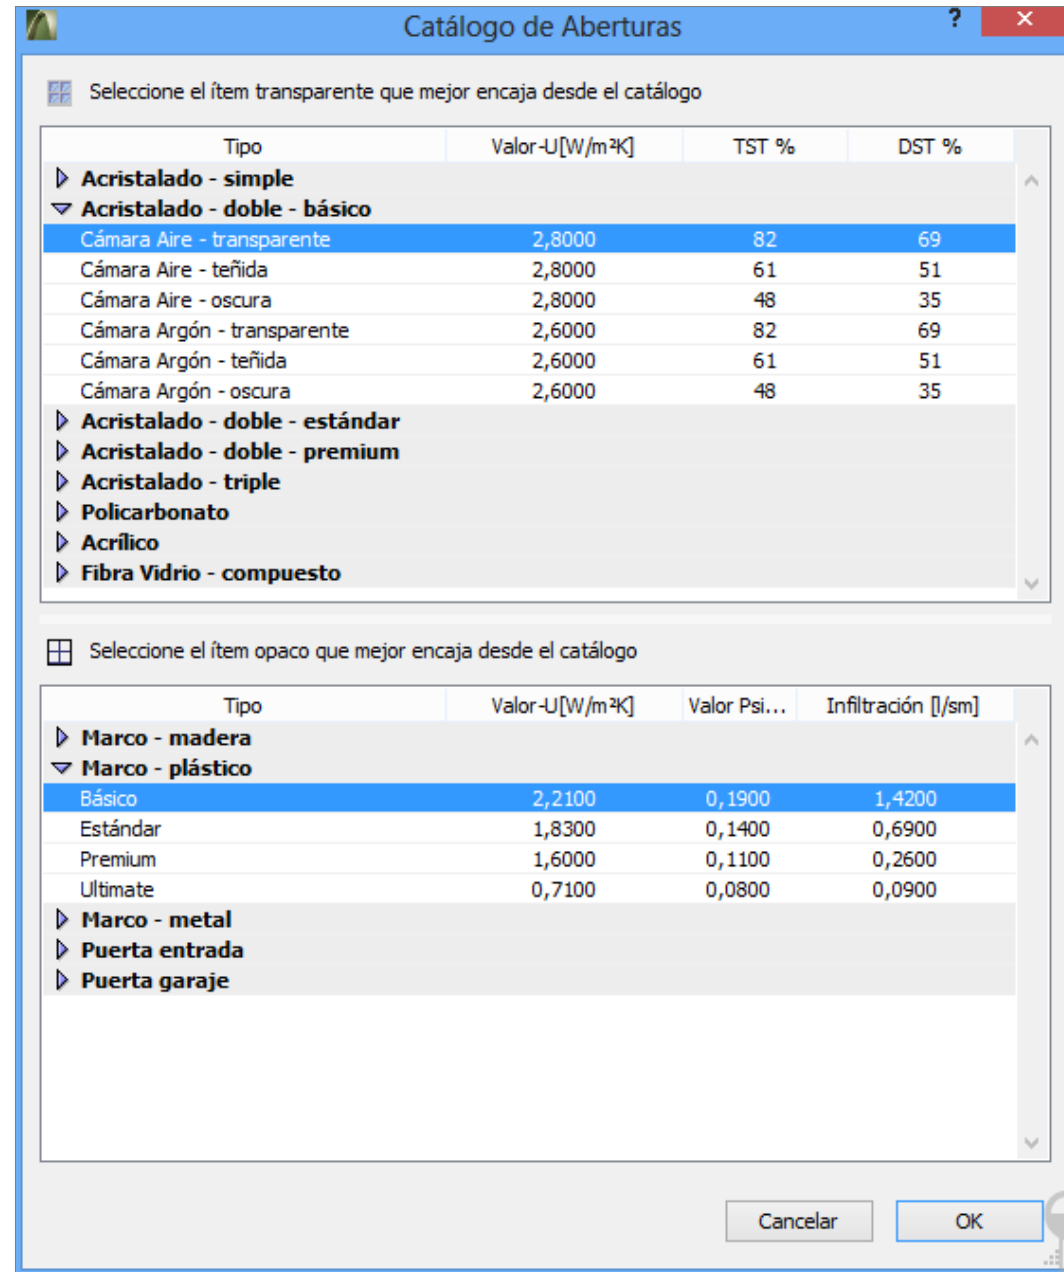 Catálogo de Aberturas ?
Seleccione el ítem transparente que mejor encaja desde el catálogo
Tipo Valor-U[W/m²K] TST % DST %
Acristalado - simple
Acristalado - doble - básico
Cámara Aire - transparente 2,8000 82 69
Cámara Aire - teñida 2,8000 61 51
Cámara Aire - oscura 2,8000 48 35
Cámara Argón - transparente 2,6000 82 69
Cámara Argón - teñida 2,6000 61 51
Cámara Argón - oscura 2,6000 48 35
Acristalado - doble - estándar
Acristalado - doble - premium
Acristalado - triple
Policarbonato
Acrílico
Fibra Vidrio - compuesto
Seleccione el ítem opaco que mejor encaja desde el catálogo
Tipo Valor-U[W/m²K] Valor Psi... Infiltración [l/sm]
Marco - madera
Marco - plástico
Básico 2,2100 0,1900 1,4200
Estándar 1,8300 0,1400 0,6900
Premium 1,6000 0,1100 0,2600
Ultimate 0,7100 0,0800 0,0900
Marco - metal
Puerta entrada
Puerta garaje
Cancelar OK